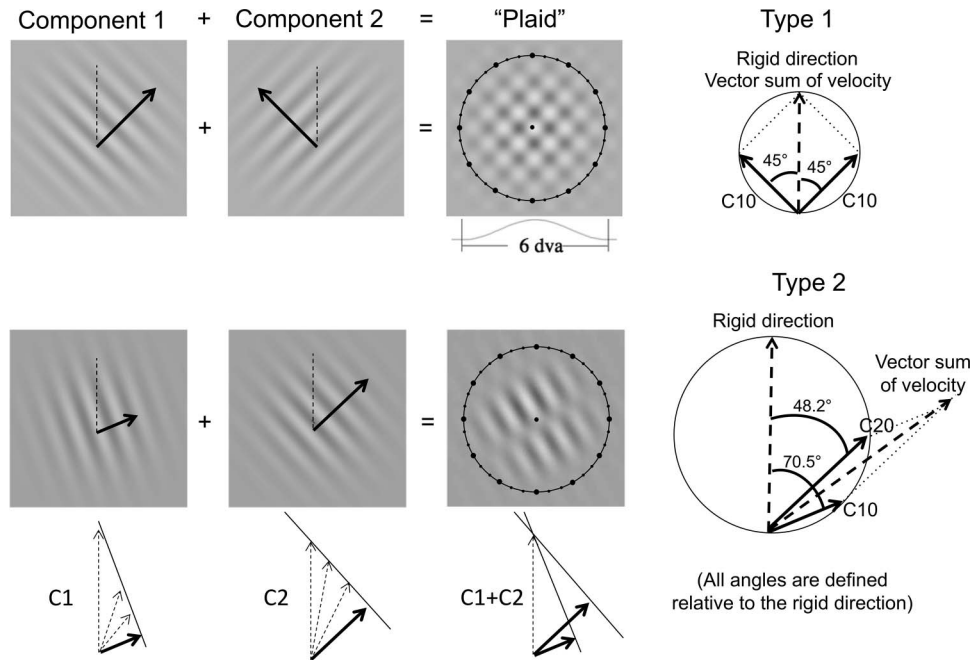 Component 1 + Component 2 = “Plaid”
+ =
6 dva
Type 1
Rigid direction
Vector sum of velocity
45° 45°
C10 C10
Type 2
Rigid direction
Vector sum
of velocity
48.2°
C20
70.5°
C10
+ =
C1 C2 C1+C2
(All angles are defined
relative to the rigid direction)